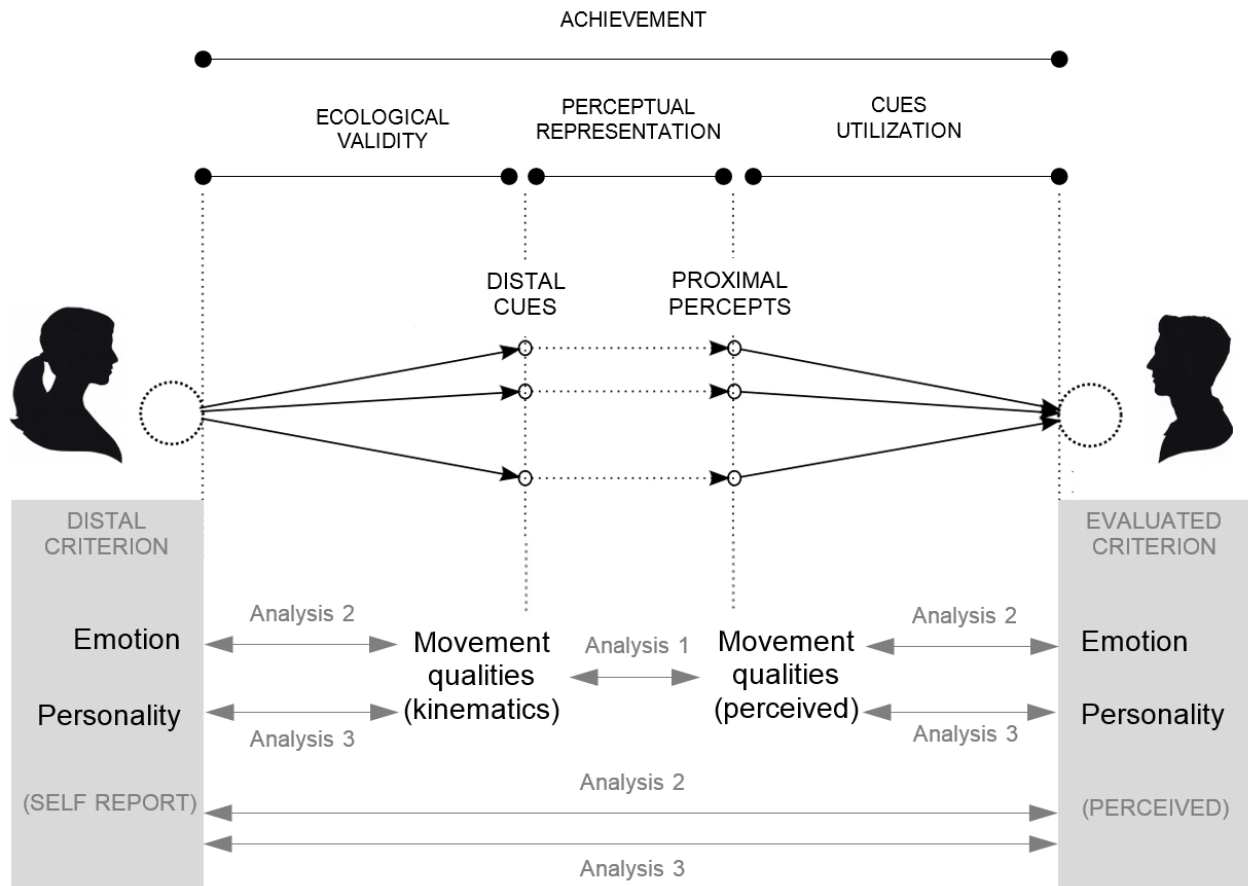 ACHIEVEMENT
ECOLOGICAL
VALIDITY
PERCEPTUAL
REPRESENTATION
CUES
UTILIZATION
DISTAL
CUES
PROXIMAL
PERCEPTS
DISTAL
CRITERION
EVALUATED
CRITERION
Emotion
Analysis 2
Movement
qualities
(kinematics)
Analysis 1
Movement
qualities
(perceived)
Analysis 2
Emotion
Personality
Analysis 3
Analysis 3
Personality
(SELF REPORT)
Analysis 2
(PERCEIVED)
Analysis 3